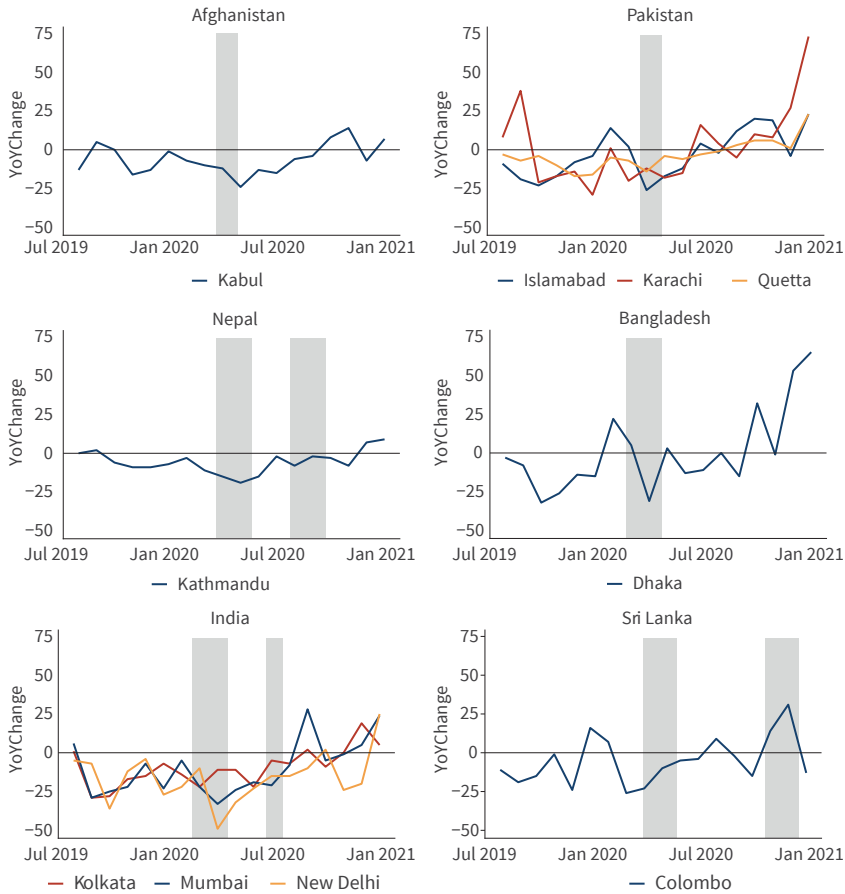 Afghanistan
75
50
25
0
−25
−50
YoYChange
Jul 2019 Jan 2020 Jul 2020 Jan 2021
Kabul
Pakistan
75
50
25
0
−25
−50
YoYChange
Jul 2019 Jan 2020 Jul 2020 Jan 2021
Islamabad Karachi Quetta
Nepal
75
50
25
0
−25
−50
YoYChange
Jul 2019 Jan 2020 Jul 2020 Jan 2021
Kathmandu
Bangladesh
75
50
25
0
−25
−50
YoYChange
Jul 2019 Jan 2020 Jul 2020 Jan 2021
Dhaka
India
75
50
25
0
−25
−50
YoYChange
Jul 2019 Jan 2020 Jul 2020 Jan 2021
Kolkata Mumbai New Delhi
Sri Lanka
75
50
25
0
−25
−50
YoYChange
Jul 2019 Jan 2020 Jul 2020 Jan 2021
Colombo